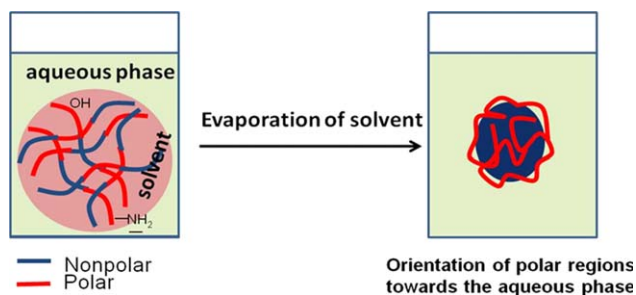 aqueous phase
OH
solvent
NH2
Evaporation of solvent
Nonpolar
Polar
Orientation of polar regions
towards the aqueous phase